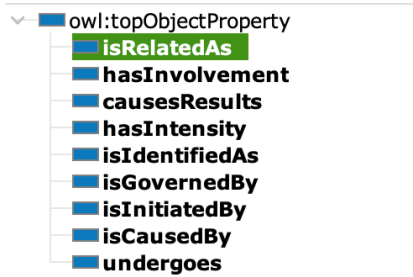 owl:topObjectProperty
isRelatedAs
hasInvolvement
causesResults
hasIntensity
isIdentifiedAs
isGovernedBy
isInitiatedBy
isCausedBy
undergoes